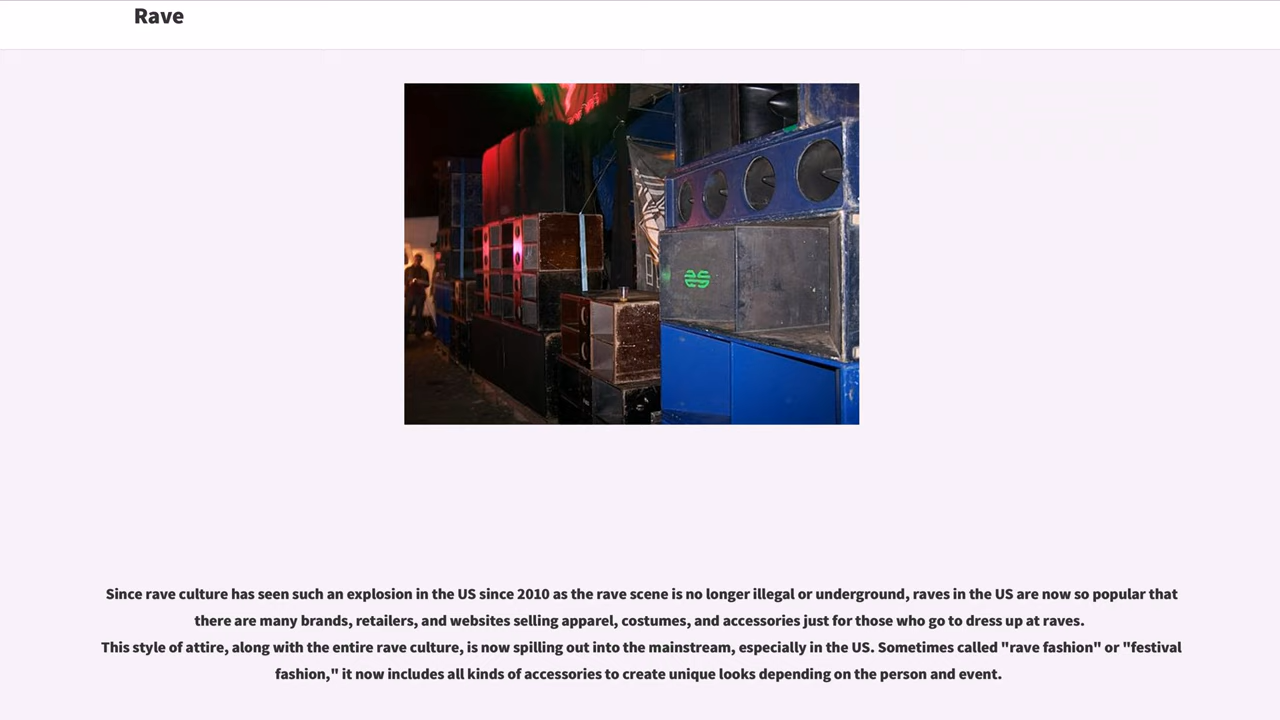 Rave
Since rave culture has seen such an explosion in the US since 2010 as the rave scene is no longer illegal or underground, raves in the US are now so popular that
there are many brands, retailers, and websites selling apparel, costumes, and accessories just for those who go to dress up at raves.
This style of attire, along with the entire rave culture, is now spilling out into the mainstream, especially in the US. Sometimes called "rave fashion" or "festival
fashion," it now includes all kinds of accessories to create unique looks depending on the person and event.